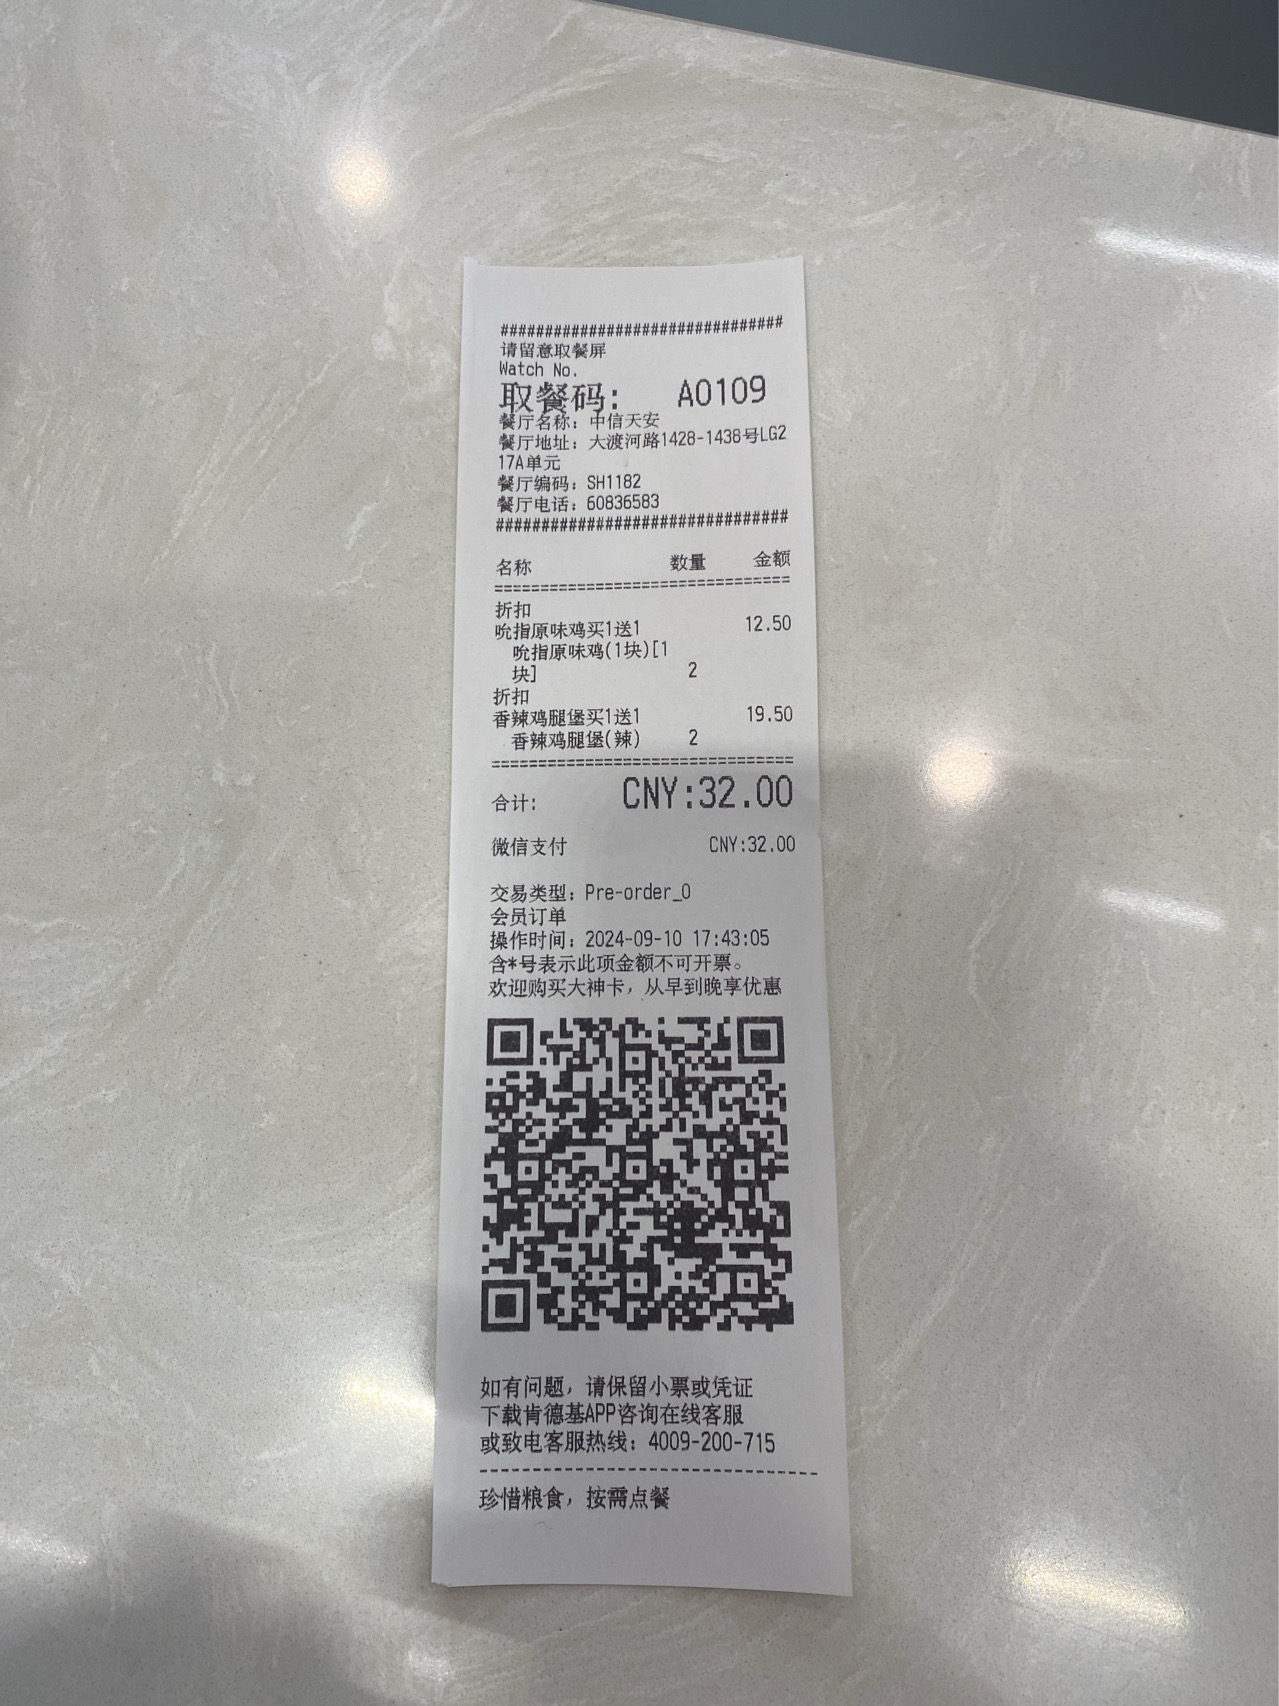 ################################
请留意取餐屏
Watch No.
取餐码: A0109
餐厅名称: 中信天安
餐厅地址: 大渡河路1428-1438号LG2
17A单元
餐厅编码: SH1182
餐厅电话: 60836583
################################
名称 数量 金额
================================
折扣
吮指原味鸡买1送1 12.50
吮指原味鸡(1块)[1
块] 2
折扣
香辣鸡腿堡买1送1 19.50
香辣鸡腿堡(辣) 2
================================
合计: CNY:32.00
微信支付 CNY:32.00
交易类型: Pre-order_0
会员订单
操作时间: 2024-09-10 17:43:05
含*号表示此项金额不可开票。
欢迎购买大神卡，从早到晚享优惠
如有问题，请保留小票或凭证
下载肯德基APP咨询在线客服
或致电客服热线: 4009-200-715
--------------------------------
珍惜粮食，按需点餐